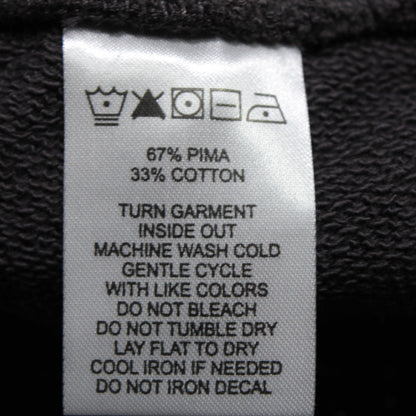 67% PIMA
33% COTTON
TURN GARMENT
INSIDE OUT
MACHINE WASH COLD
GENTLE CYCLE
WITH LIKE COLORS
DO NOT BLEACH
DO NOT TUMBLE DRY
LAY FLAT TO DRY
COOL IRON IF NEEDED
DO NOT IRON DECAL